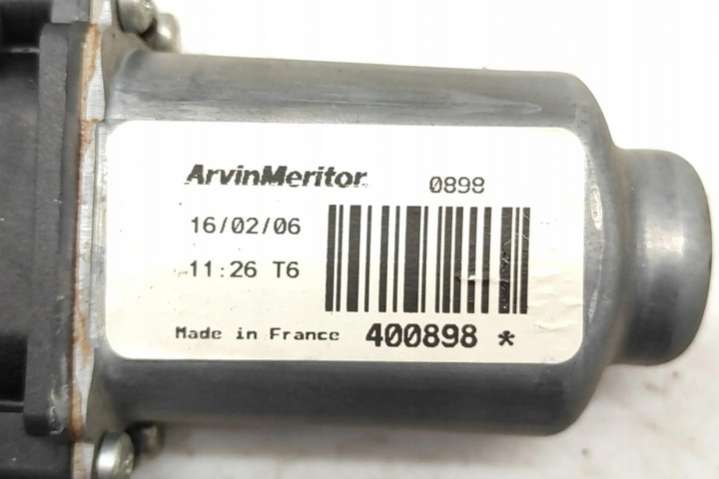 ArvinMeritor 0898
16/02/06
11:26 T6
Made in France 400898 *